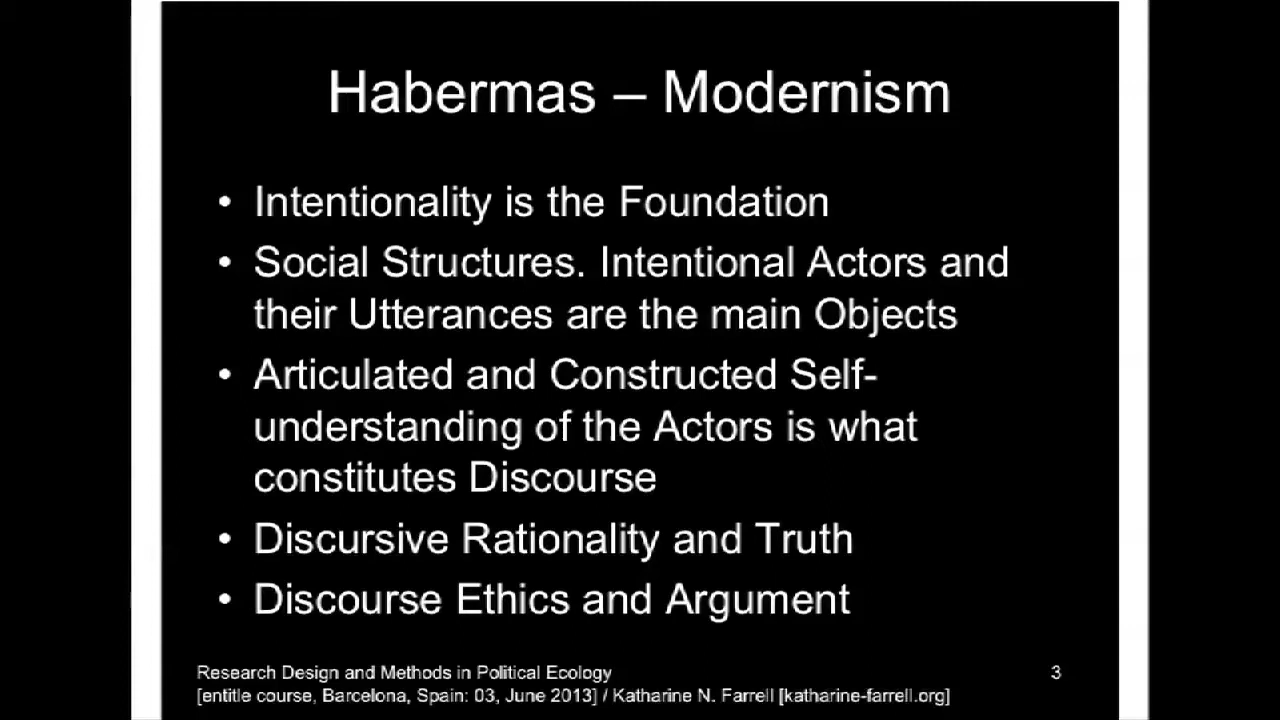 Habermas – Modernism
• Intentionality is the Foundation
• Social Structures. Intentional Actors and
their Utterances are the main Objects
• Articulated and Constructed Self-
understanding of the Actors is what
constitutes Discourse
• Discursive Rationality and Truth
• Discourse Ethics and Argument
Research Design and Methods in Political Ecology
3
[entitle course, Barcelona, Spain: 03, June 2013] / Katharine N. Farrell [katharine-farrell.org]